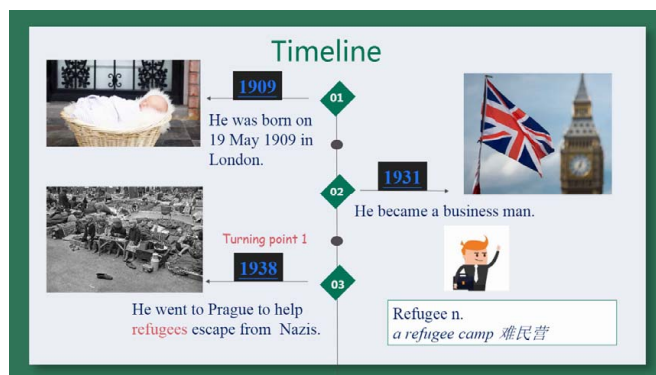 Timeline
1909
01
He was born on
19 May 1909 in
London.
02
1931
He became a business man.
Turning point 1
1938
03
He went to Prague to help
refugees escape from Nazis.
Refugee n.
a refugee camp 难民营